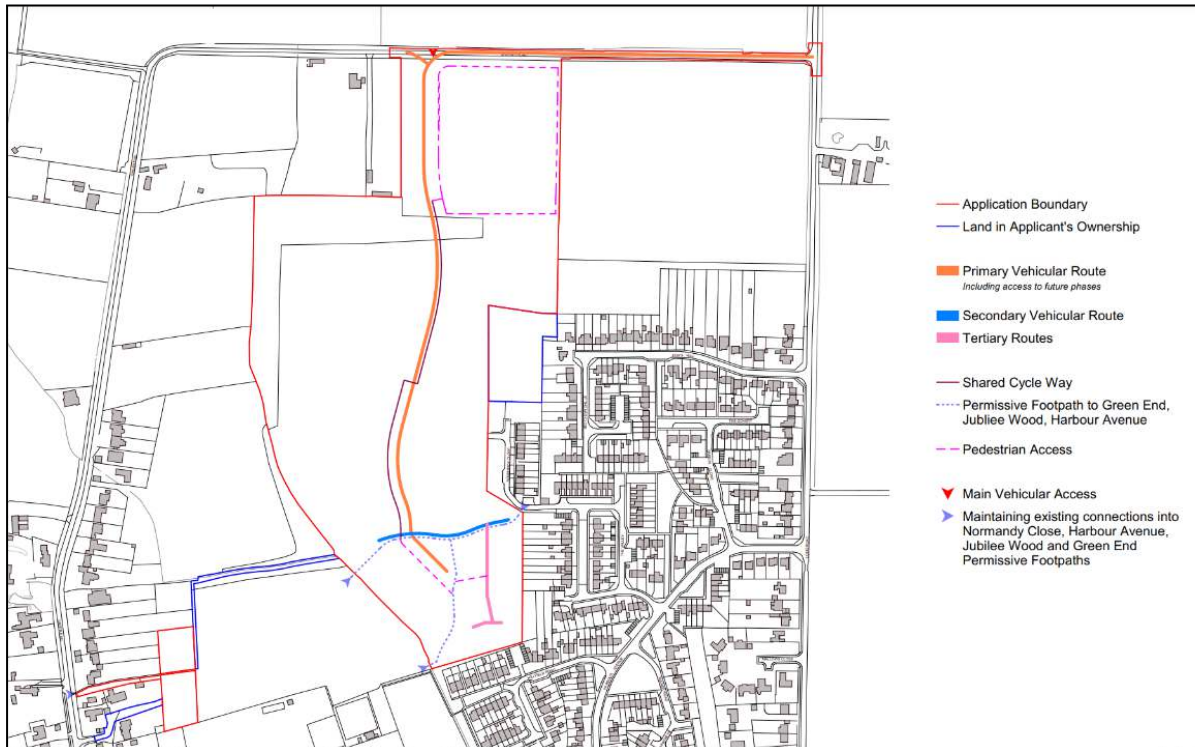 Application Boundary
Land in Applicant's Ownership
Primary Vehicular Route
Including access to future phases
Secondary Vehicular Route
Tertiary Routes
Shared Cycle Way
Permissive Footpath to Green End,
Jubliee Wood, Harbour Avenue
Pedestrian Access
Main Vehicular Access
Maintaining existing connections into
Normandy Close, Harbour Avenue,
Jubilee Wood and Green End
Permissive Footpaths